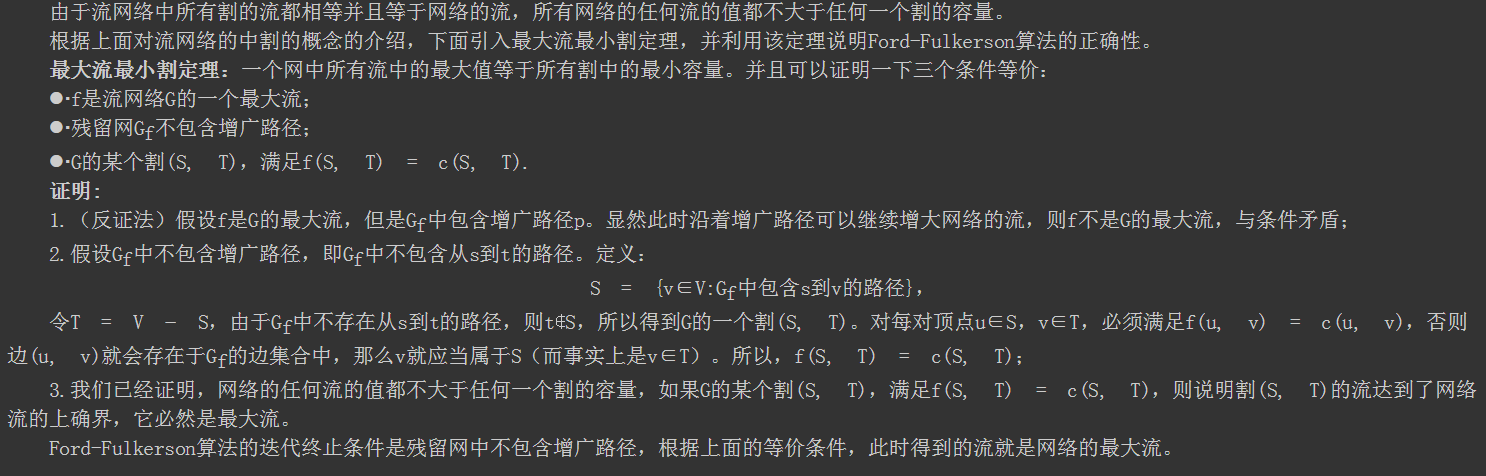 由于流网络中所有割的流都相等并且等于网络的流，所有网络的任何流的值都不大于任何一个割的容量。
根据上面对流网络的中割的概念的介绍，下面引入最大流最小割定理，并利用该定理说明Ford-Fulkerson算法的正确性。
最大流最小割定理：一个网中所有流中的最大值等于所有割中的最小容量。并且可以证明一下三个条件等价：
●·f是流网络G的一个最大流；
●·残留网Gf不包含增广路径；
●·G的某个割(S, T)，满足f(S, T) = c(S, T).
证明：
1.（反证法）假设f是G的最大流，但是Gf中包含增广路径p。显然此时沿着增广路径可以继续增大网络的流，则f不是G的最大流，与条件矛盾；
2.假设Gf中不包含增广路径，即Gf中不包含从s到t的路径。定义：
S = {v∈V:Gf中包含s到v的路径}，
令T = V – S，由于Gf中不存在从s到t的路径，则t∉S，所以得到G的一个割(S, T)。对每对顶点u∈S，v∈T，必须满足f(u, v) = c(u, v)，否则
边(u, v)就会存在于Gf的边集合中，那么v就应当属于S（而事实上是v∈T）。所以，f(S, T) = c(S, T)；
3.我们已经证明，网络的任何流的值都不大于任何一个割的容量，如果G的某个割(S, T)，满足f(S, T) = c(S, T)，则说明割(S, T)的流达到了网络
流的上确界，它必然是最大流。
Ford-Fulkerson算法的迭代终止条件是残留网中不包含增广路径，根据上面的等价条件，此时得到的流就是网络的最大流。